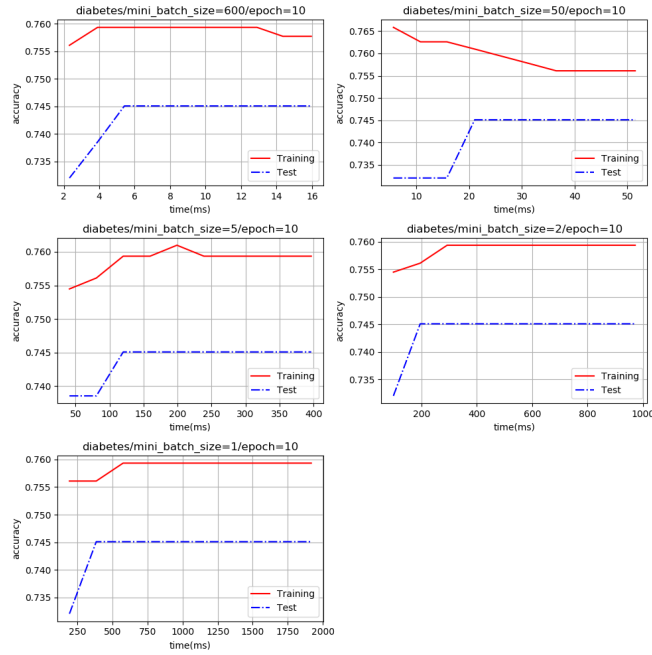 diabetes/mini_batch_size=600/epoch=10
accuracy
0.760
0.755
0.750
0.745
0.740
0.735
2 4 6 8 10 12 14 16
time(ms)
Training
Test
diabetes/mini_batch_size=50/epoch=10
accuracy
0.765
0.760
0.755
0.750
0.745
0.740
0.735
10 20 30 40 50
time(ms)
Training
Test
diabetes/mini_batch_size=5/epoch=10
accuracy
0.760
0.755
0.750
0.745
0.740
50 100 150 200 250 300 350 400
time(ms)
Training
Test
diabetes/mini_batch_size=2/epoch=10
accuracy
0.760
0.755
0.750
0.745
0.740
0.735
200 400 600 800 1000
time(ms)
Training
Test
diabetes/mini_batch_size=1/epoch=10
accuracy
0.760
0.755
0.750
0.745
0.740
0.735
250 500 750 1000 1250 1500 1750 2000
time(ms)
Training
Test